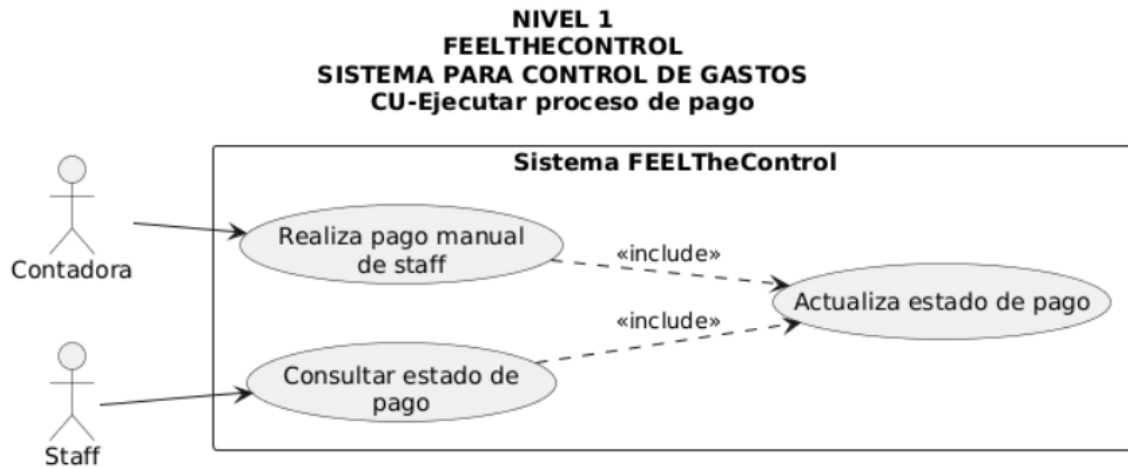 NIVEL 1
FEELTHECONTROL
SISTEMA PARA CONTROL DE GASTOS
CU-Ejecutar proceso de pago
Sistema FEELTheControl
Contadora
Realiza pago manual
de staff
«include»
Actualiza estado de pago
«include»
Consultar estado de
pago
Staff